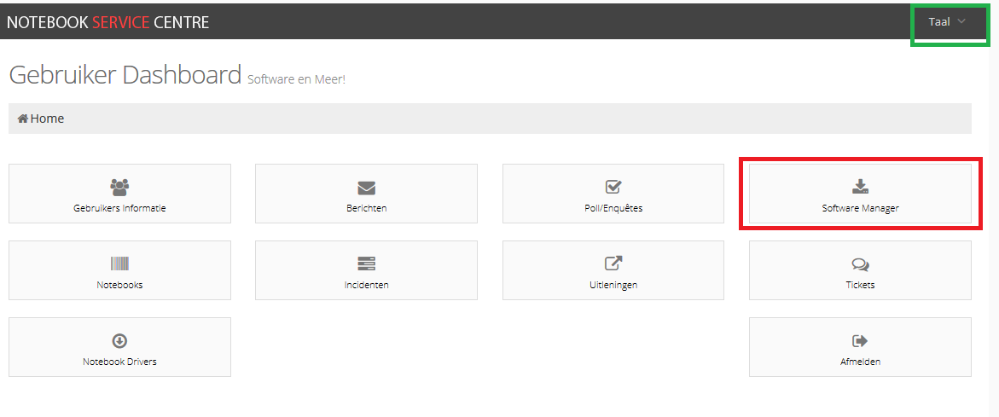 NOTEBOOK SERVICE CENTRE Taal
Gebruiker Dashboard Software en Meer!
Home
Gebruikers Informatie Berichten Poll/Enquêtes Software Manager
Notebooks Incidenten Uitleningen Tickets
Notebook Drivers Afmelden